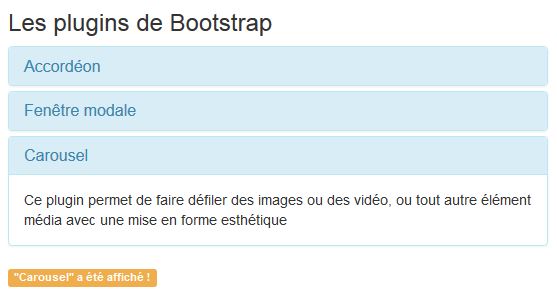 Les plugins de Bootstrap
Accordéon
Fenêtre modale
Carousel
Ce plugin permet de faire défiler des images ou des vidéo, ou tout autre élément
média avec une mise en forme esthétique
"Carousel" a été affiché !